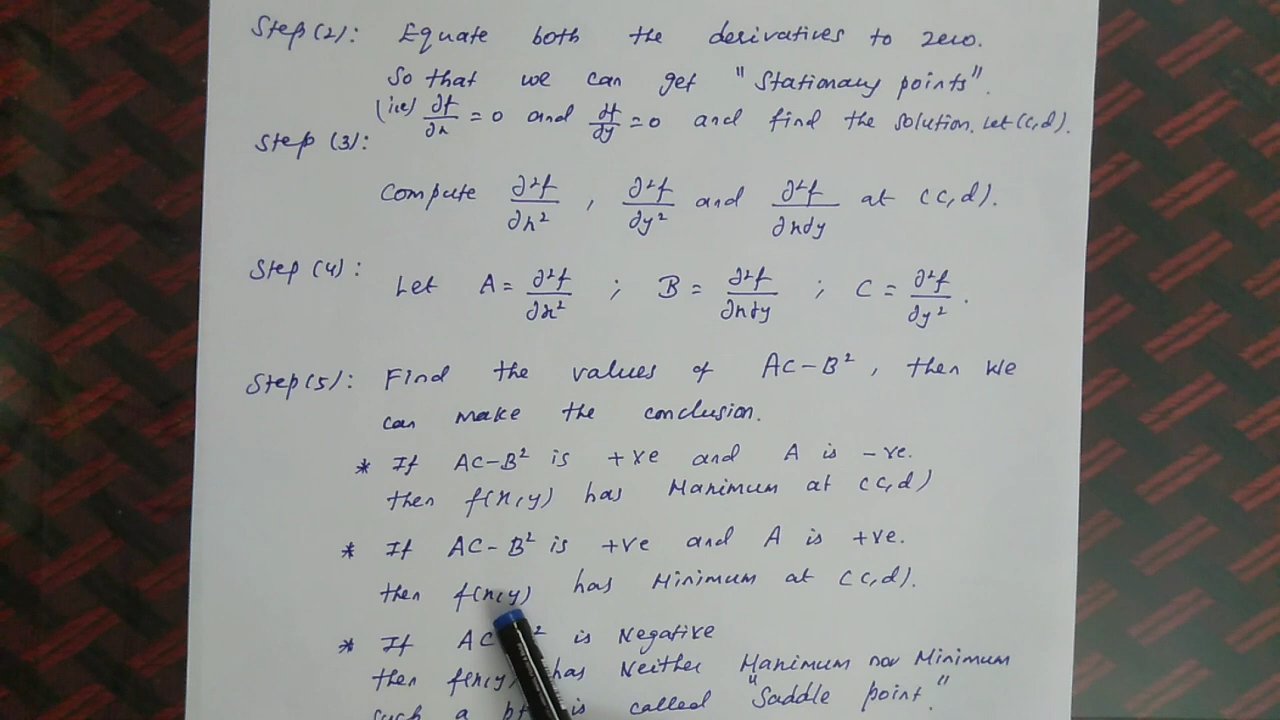 Step (2): Equate both the derivatives to zero.
So that we can get "Stationary points".
(ie) ∂f/∂x = 0 and ∂f/∂y = 0 and find the solution. Let (c,d).
Step (3):
Compute ∂²f/∂x² , ∂²f/∂y² and ∂²f/∂x∂y at (c,d).
Step (4): Let A = ∂²f/∂x² ; B = ∂²f/∂x∂y ; C = ∂²f/∂y² .
Step (5): Find the values of AC-B² , then we
can make the conclusion.
* If AC-B² is +ve and A is -ve.
then f(x,y) has Maximum at (c,d)
* If AC-B² is +ve and A is +ve.
then f(x,y) has Minimum at (c,d).
* If AC ² is Negative
then f(x,y) has Neither Maximum nor Minimum
such a pt is called "Saddle point"